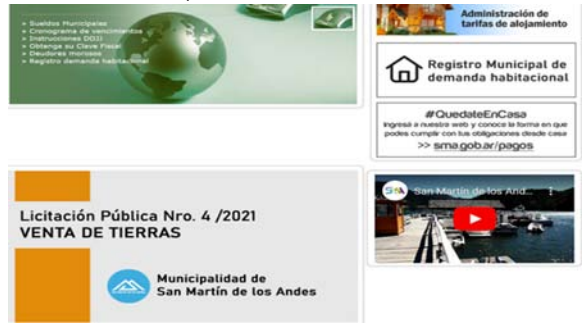 » Sueldos Municipales
» Cronograma de vencimientos
» Instrucciones DDJJ
» Obtenga su Clave Fiscal
» Deudores morosos
» Registro demanda habitacional
Administración de
tarifas de alojamiento
Registro Municipal de
demanda habitacional
#QuedateEnCasa
Ingresá a nuestra web y conoce la forma en que
podes cumplir con tus obligaciones desde casa
>> sma.gob.ar/pagos
Licitación Pública Nro. 4 /2021
VENTA DE TIERRAS
Municipalidad de
San Martín de los Andes
San Martín de los And...